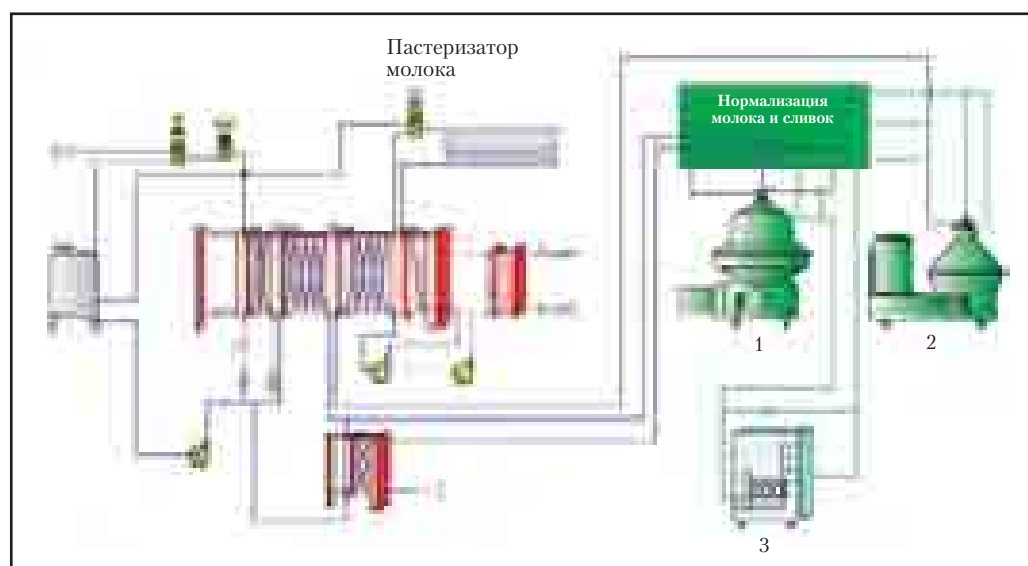 Пастеризатор
молока
Нормализация
молока и сливок
1
2
3